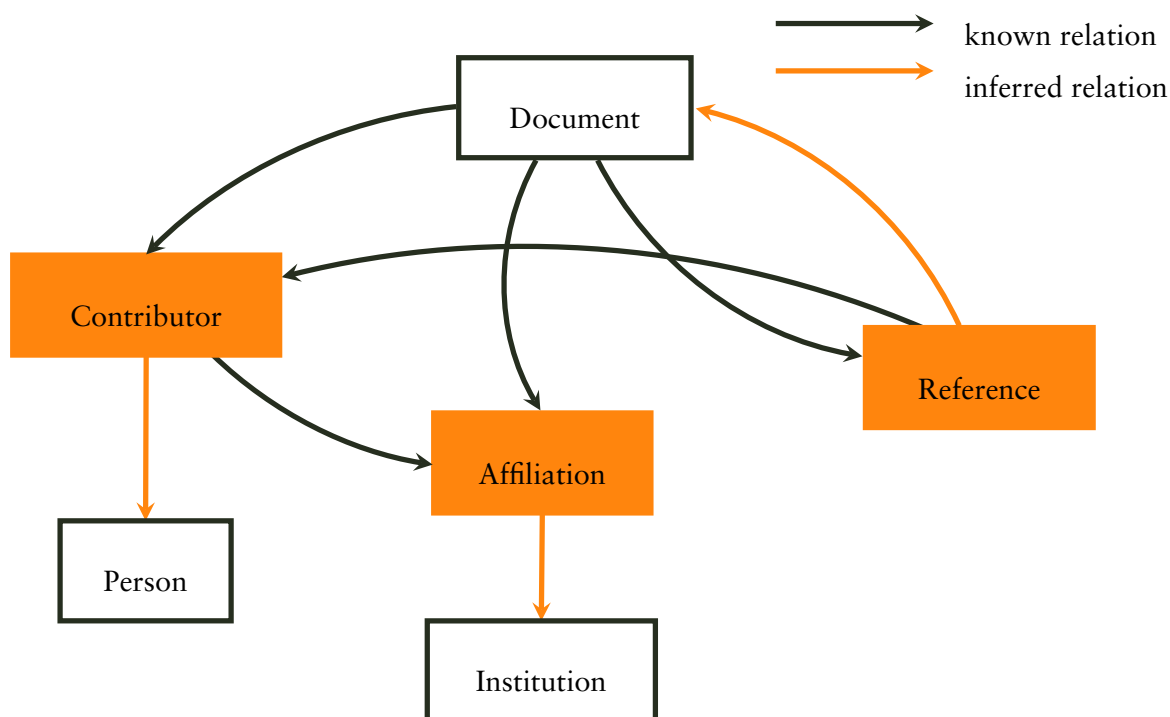 known relation
inferred relation
Document
Contributor
Reference
Affiliation
Person
Institution